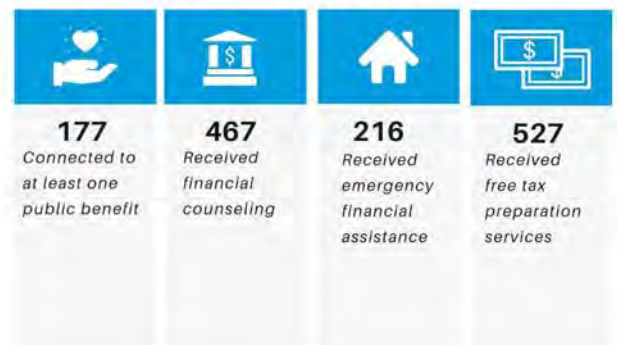 $
$
$
177
Connected to
at least one
public benefit
467
Received
financial
counseling
216
Received
emergency
financial
assistance
527
Received
free tax
preparation
services